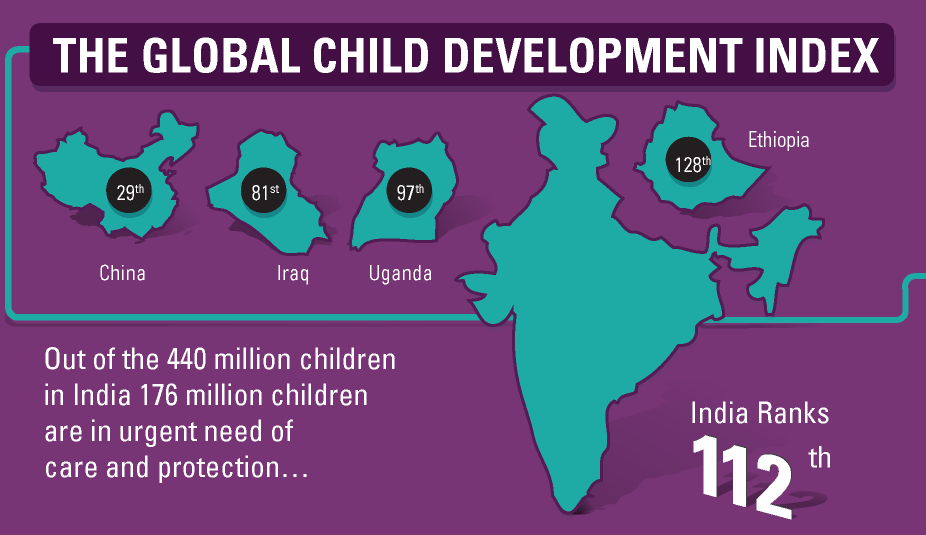 THE GLOBAL CHILD DEVELOPMENT INDEX
29th
China
81st
Iraq
97th
Uganda
128th
Ethiopia
Out of the 440 million children
in India 176 million children
are in urgent need of
care and protection...
India Ranks
112th